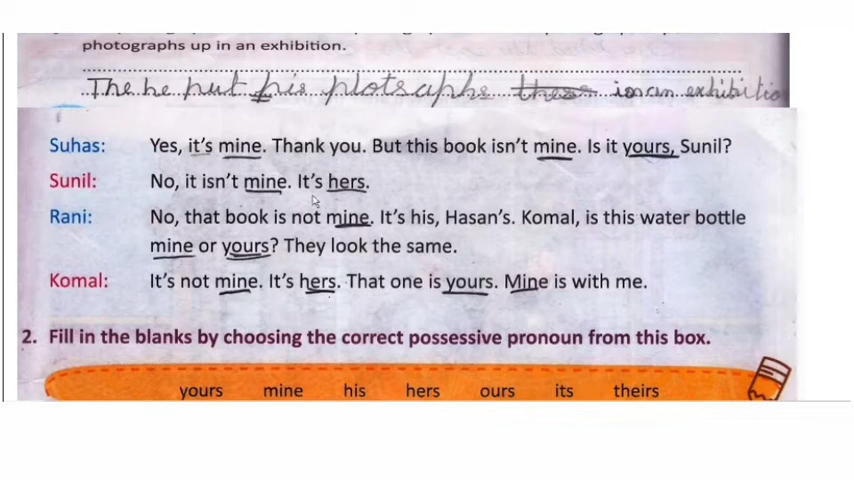 photographs up in an exhibition.
The he put his plotsaphs these in an exhibitio
Suhas: Yes, it's mine. Thank you. But this book isn't mine. Is it yours, Sunil?
Sunil: No, it isn't mine. It's hers.
Rani: No, that book is not mine. It's his, Hasan's. Komal, is this water bottle
mine or yours? They look the same.
Komal: It's not mine. It's hers. That one is yours. Mine is with me.
2. Fill in the blanks by choosing the correct possessive pronoun from this box.
yours mine his hers ours its theirs